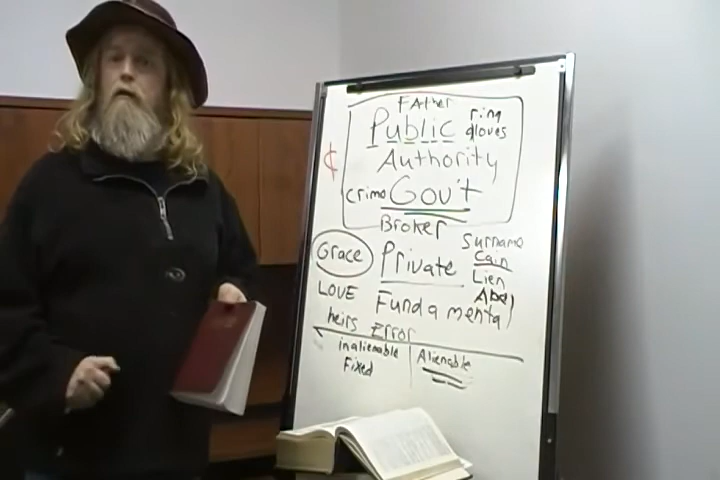 Father
Public ring
gloves
Authority
¢
crime Gov't
Broker
Grace Private Surname
Cain
Lien
LOVE Fundamental Abel
heirs Error
inalienable Alienable
Fixed